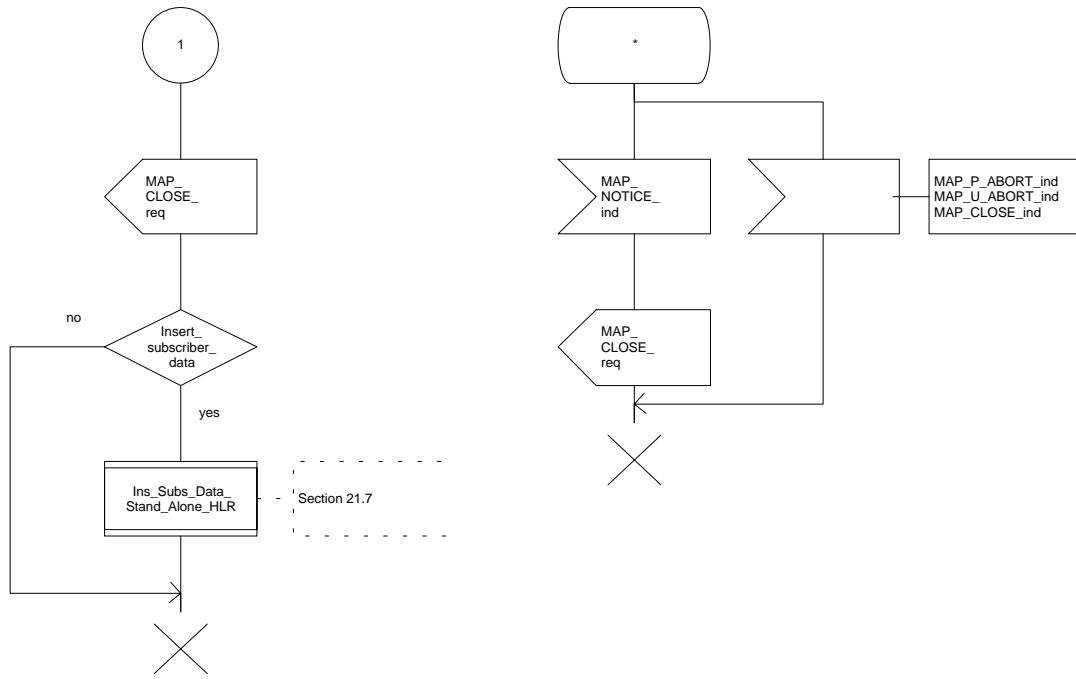 1
MAP_
CLOSE_
req
no
Insert_
subscriber_
data
yes
Ins_Subs_Data_
Stand_Alone_HLR
Section 21.7
*
MAP_
NOTICE_
ind
MAP_P_ABORT_ind
MAP_U_ABORT_ind
MAP_CLOSE_ind
MAP_
CLOSE_
req